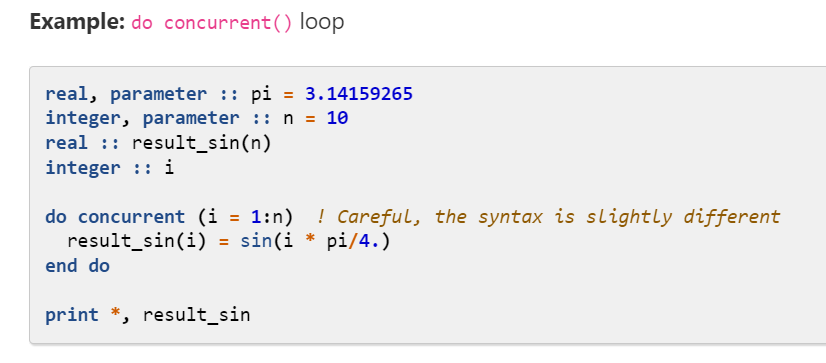 Example: do concurrent() loop
real, parameter :: pi = 3.14159265
integer, parameter :: n = 10
real :: result_sin(n)
integer :: i
do concurrent (i = 1:n)  ! Careful, the syntax is slightly different
  result_sin(i) = sin(i * pi/4.)
end do
print *, result_sin